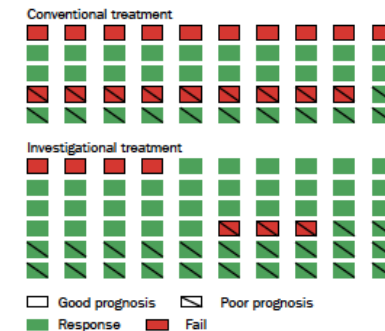 Conventional treatment
Investigational treatment
Good prognosis Poor prognosis
Response Fail